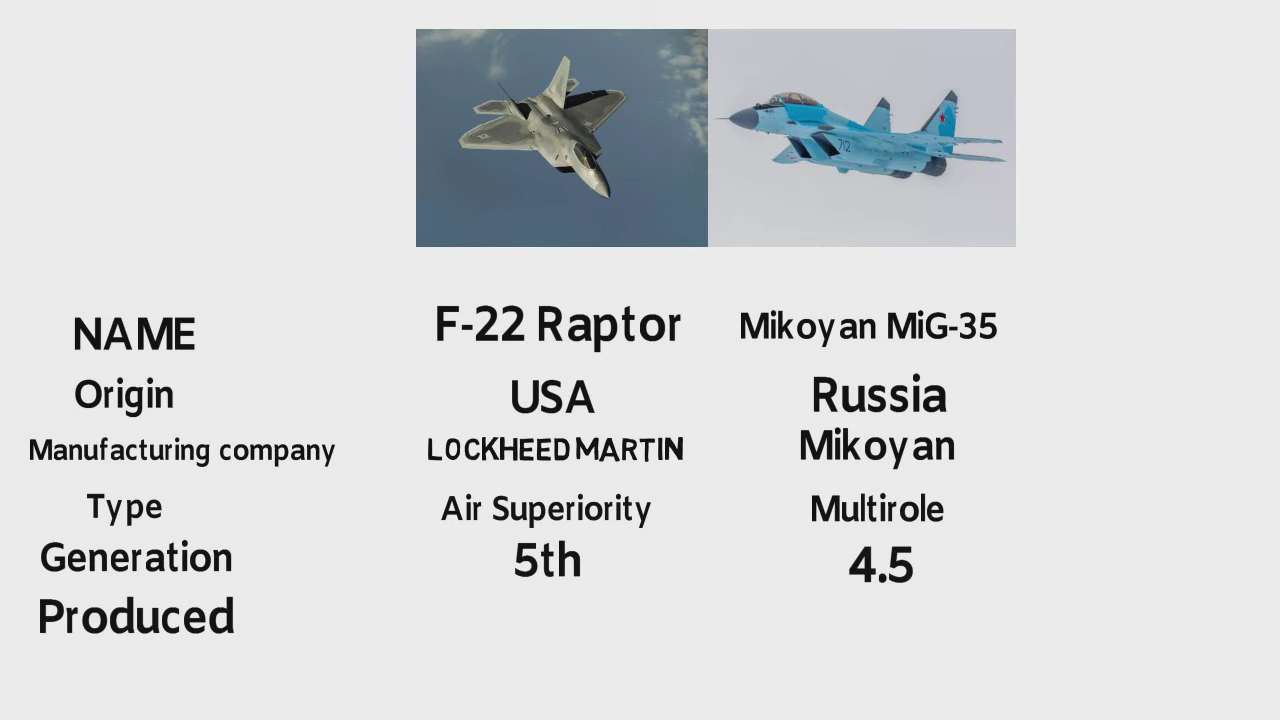 712
NAME F-22 Raptor Mikoyan MiG-35
Origin USA Russia
Manufacturing company LOCKHEED MARTIN Mikoyan
Type Air Superiority Multirole
Generation 5th 4.5
Produced